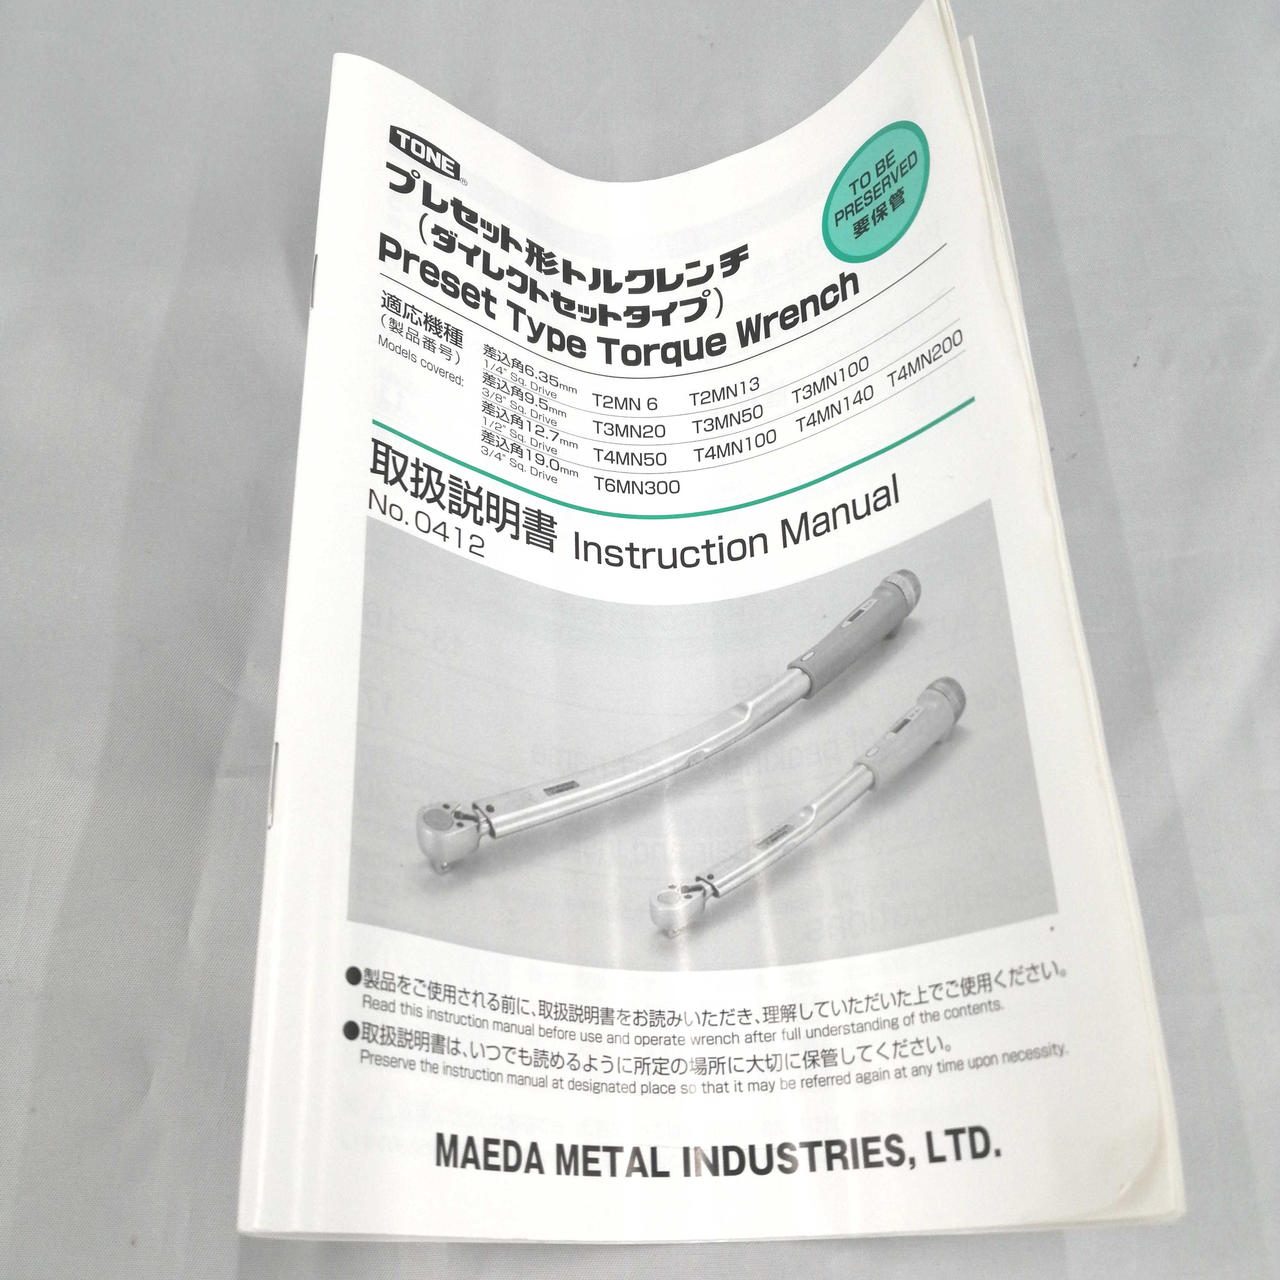 TONE®
TO BE
PRESERVED
要保管
プレセット形トルクレンチ
(ダイレクトセットタイプ)
Preset Type Torque Wrench
適応機種
(製品番号)
Models covered:
差込角6.35mm
1/4" Sq. Drive
T2MN 6 T2MN13
差込角9.5mm
3/8" Sq. Drive
T3MN20 T3MN50 T3MN100
差込角12.7mm
1/2" Sq. Drive
T4MN50 T4MN100 T4MN140 T4MN200
差込角19.0mm
3/4" Sq. Drive
T6MN300
取扱説明書 Instruction Manual
No. 0412
●製品をご使用される前に、取扱説明書をお読みいただき、理解していただいた上でご使用ください。
Read this instruction manual before use and operate wrench after full understanding of the contents.
●取扱説明書は、いつでも読めるように所定の場所に大切に保管してください。
Preserve the instruction manual at designated place so that it may be referred again at any time upon necessity.
MAEDA METAL INDUSTRIES, LTD.